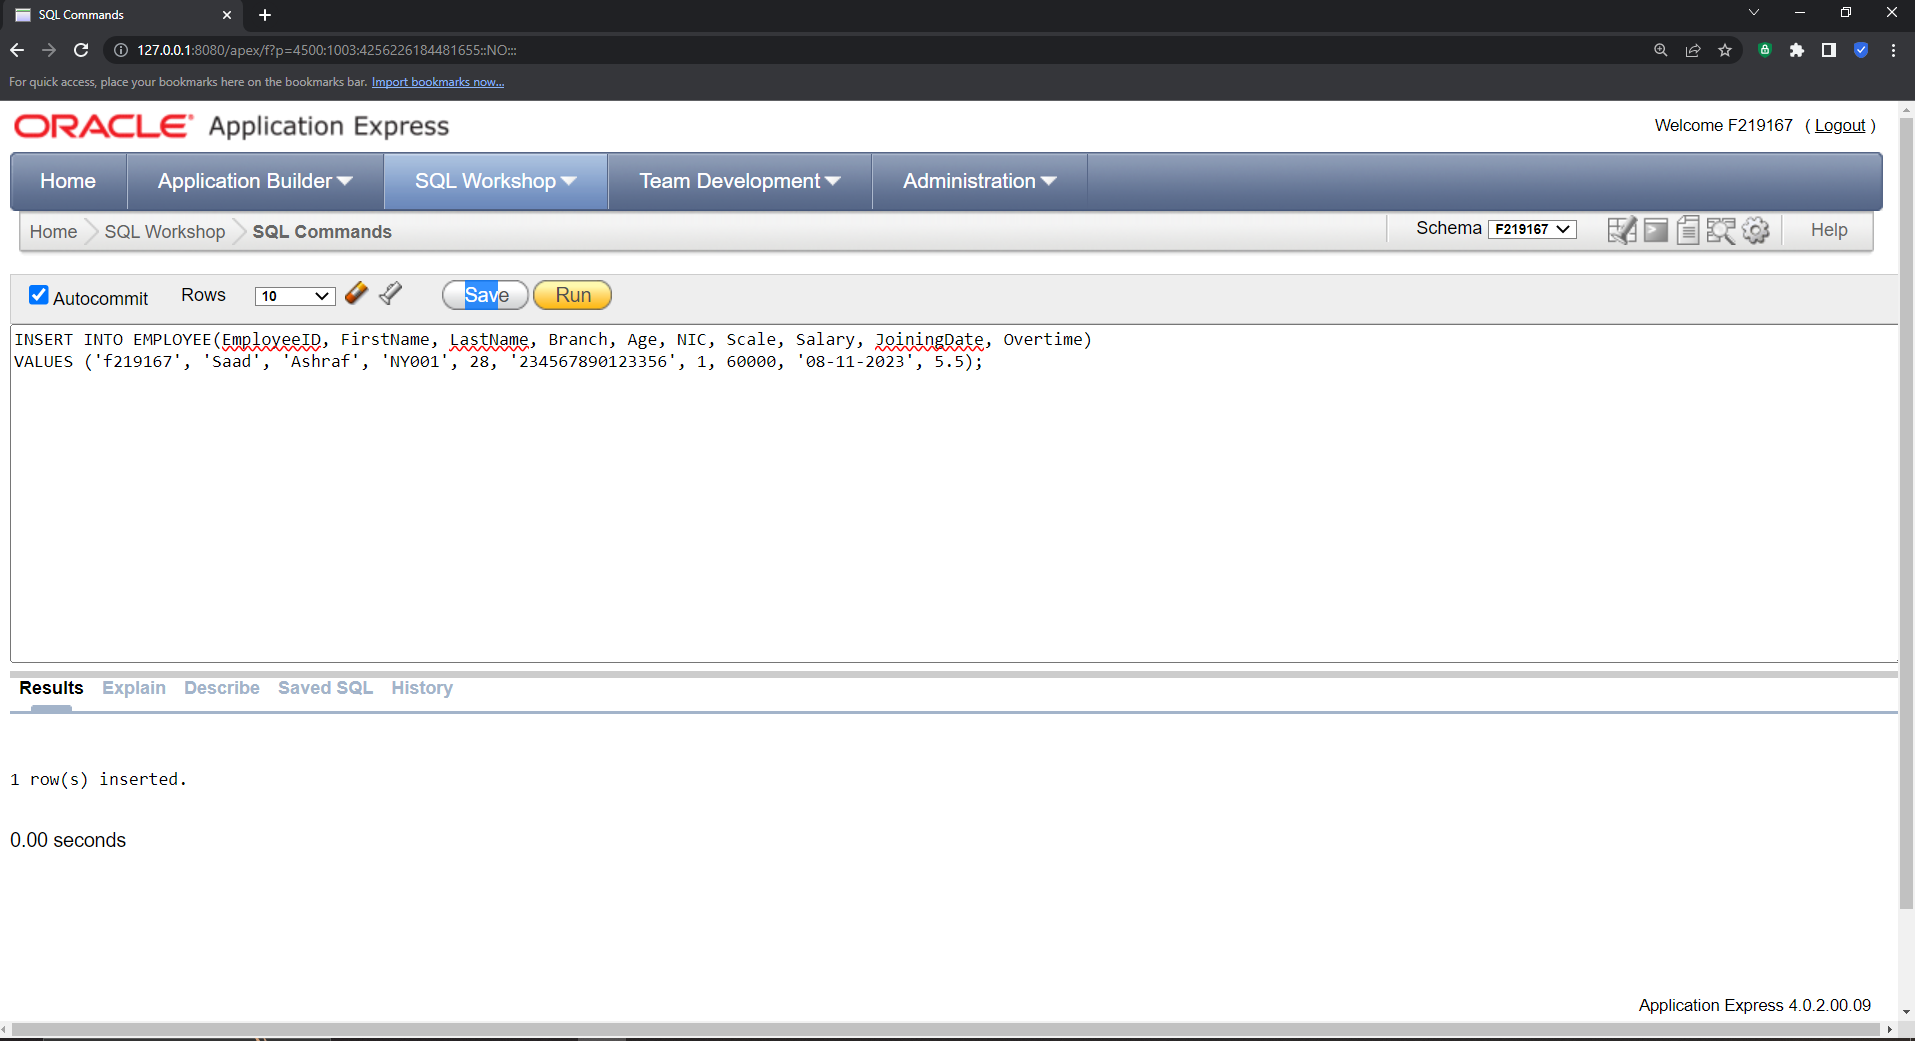 SQL Commands
127.0.0.1:8080/apex/f?p=4500:1003:4256226184481655::NO:::
For quick access, place your bookmarks here on the bookmarks bar. Import bookmarks now...
ORACLE Application Express
Welcome F219167 ( Logout )
Home Application Builder SQL Workshop Team Development Administration
Home SQL Workshop SQL Commands Schema F219167 Help
Autocommit Rows 10 Save Run
INSERT INTO EMPLOYEE(EmployeeID, FirstName, LastName, Branch, Age, NIC, Scale, Salary, JoiningDate, Overtime)
VALUES ('f219167', 'Saad', 'Ashraf', 'NY001', 28, '234567890123356', 1, 60000, '08-11-2023', 5.5);
Results Explain Describe Saved SQL History
1 row(s) inserted.
0.00 seconds
Application Express 4.0.2.00.09